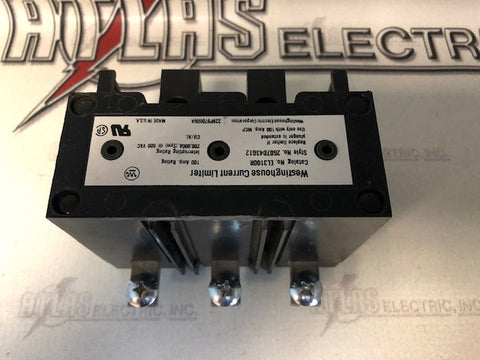 ATLAS ELECTRIC,
Westinghouse Current Limiter
Catalog No. EL3100R
Style No. 2607D43G12
Replace limiter if
plunger is extended
Use only with 100 Amp. MCP
Westinghouse Electric Corporation
100 Amp. Rating
Interrupting Rating
200,000A (Sym) @ 600 VAC
CU/AL
MADE IN U.S.A.
ATLAS ELECTRIC, INC.
ATLAS ELECTRIC, INC.